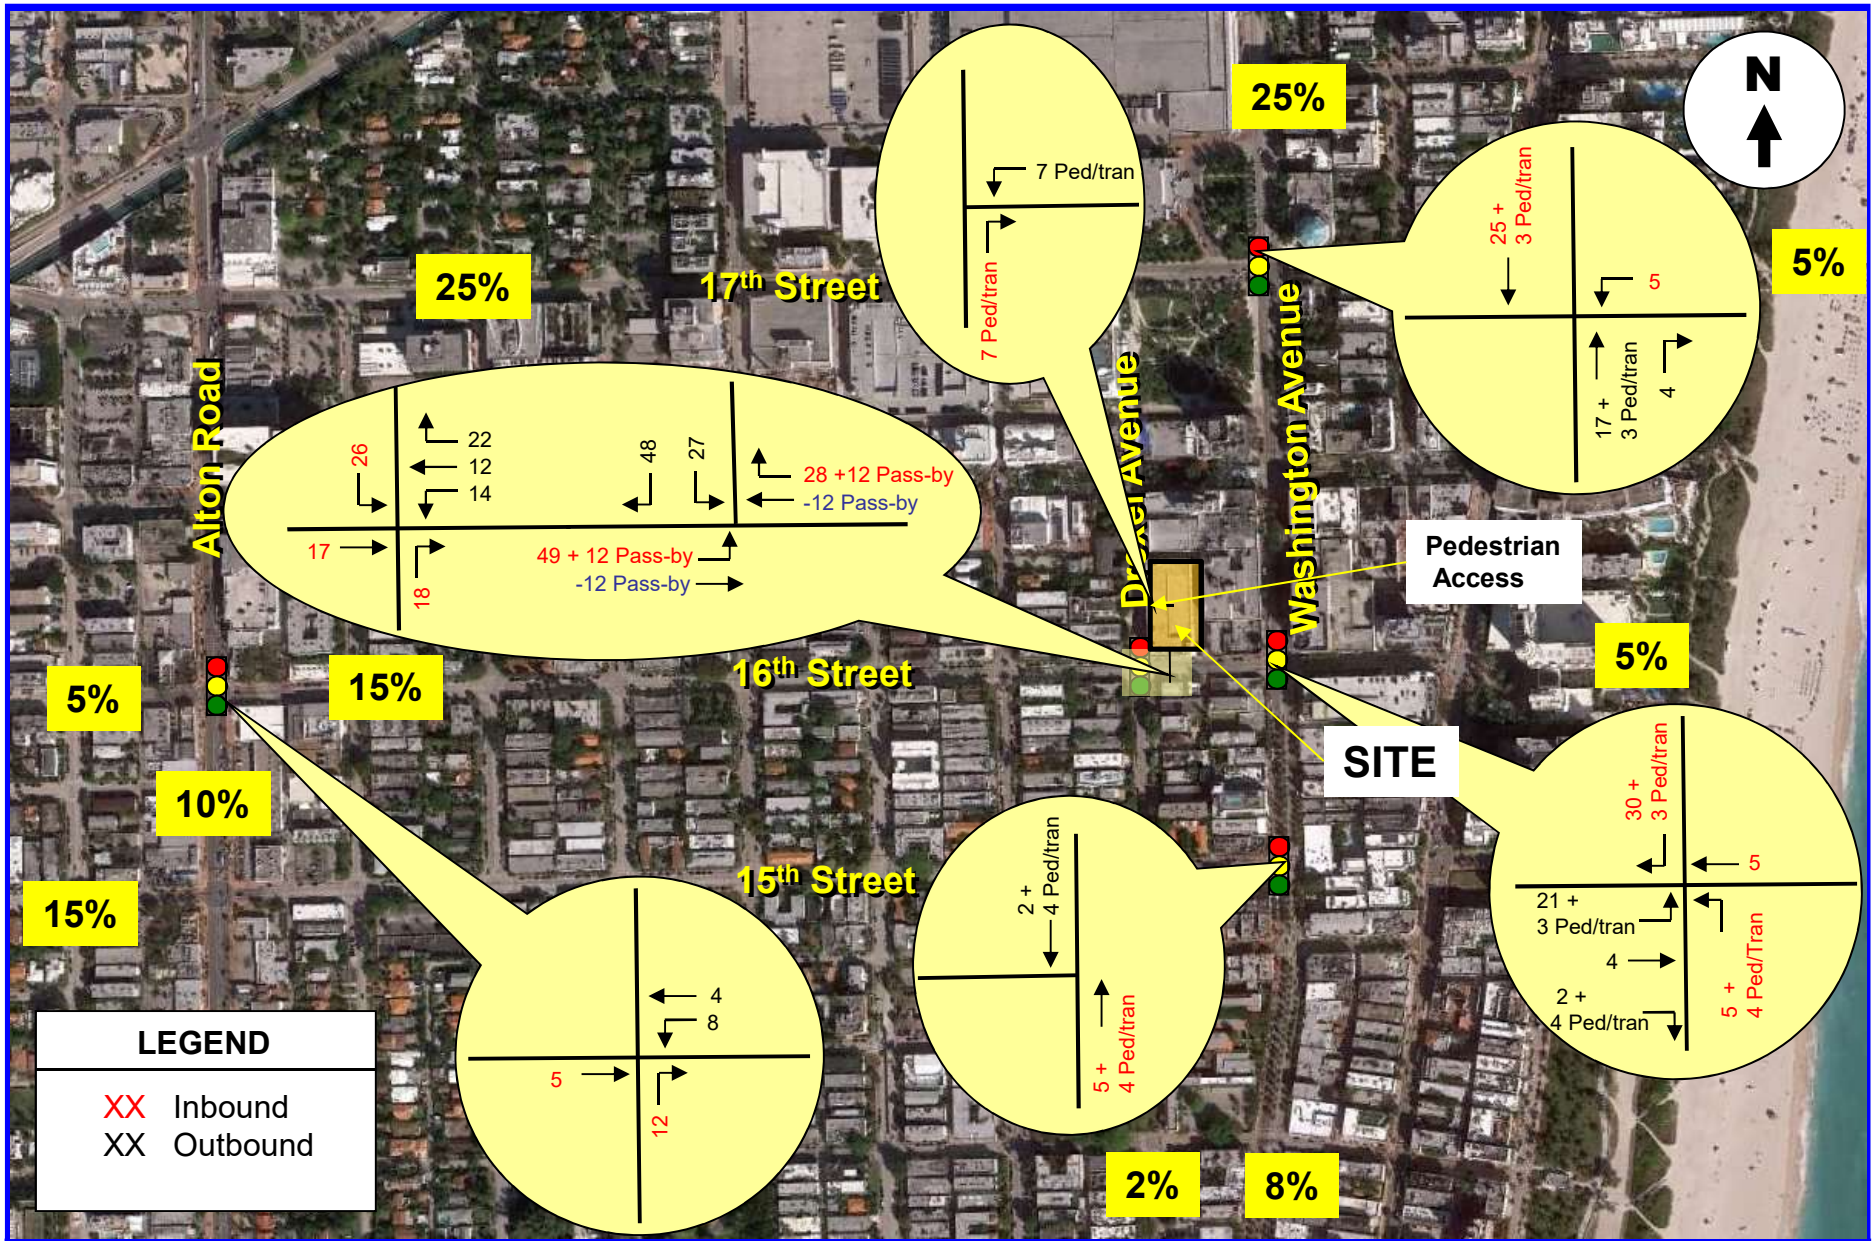 N
25%
5%
25%
17th Street
7 Ped/tran
7 Ped/tran
25 +
3 Ped/tran
5
17 +
3 Ped/tran
4
Alton Road
Drexel Avenue
Washington Avenue
26
22
12
14
17
18
48
27
28 +12 Pass-by
-12 Pass-by
49 + 12 Pass-by
-12 Pass-by
Pedestrian
Access
5%
15%
16th Street
5%
SITE
10%
15%
15th Street
30 +
3 Ped/tran
5
21 +
3 Ped/tran
4
2 +
4 Ped/tran
5 +
4 Ped/Tran
2 +
4 Ped/tran
5 +
4 Ped/tran
4
8
5
12
LEGEND
XX Inbound
XX Outbound
2%
8%